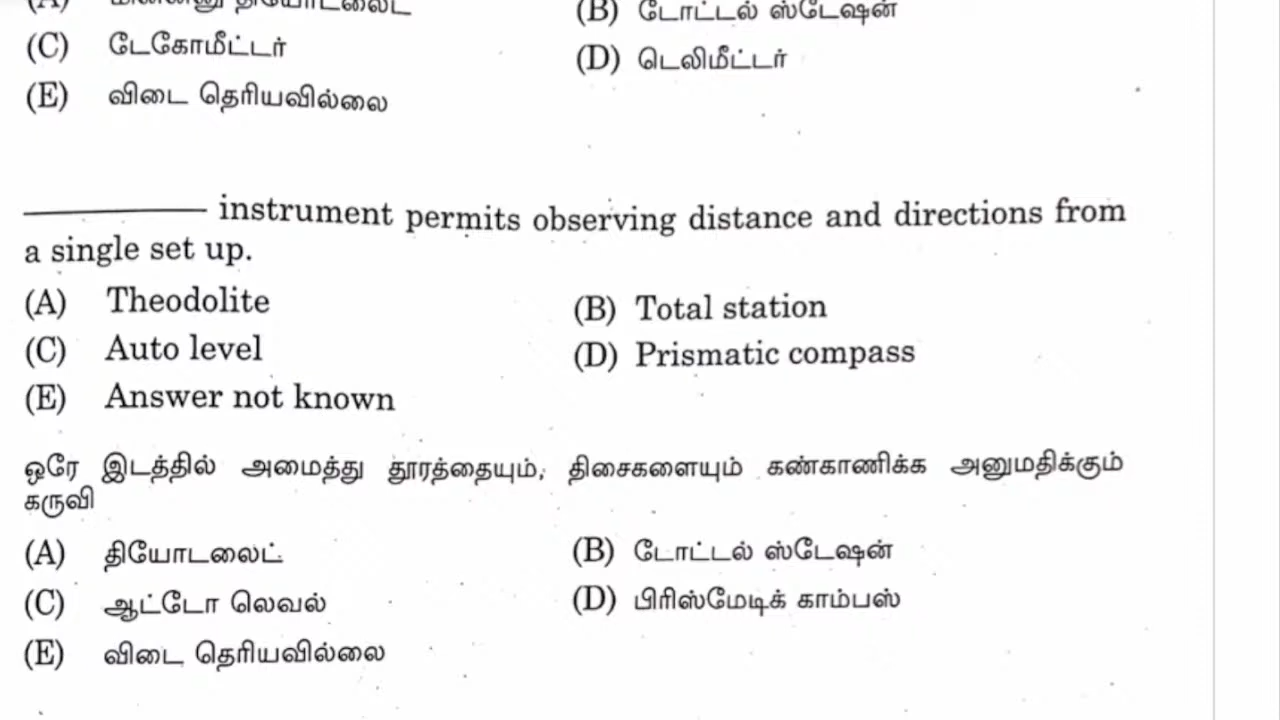 (B) டோட்டல் ஸ்டேஷன்
(C) டேகோமீட்டர்
(D) டெலிமீட்டர்
(E) விடை தெரியவில்லை
________ instrument permits observing distance and directions from
a single set up.
(A) Theodolite
(B) Total station
(C) Auto level
(D) Prismatic compass
(E) Answer not known
ஒரே இடத்தில் அமைத்து தூரத்தையும், திசைகளையும் கண்காணிக்க அனுமதிக்கும்
கருவி
(A) தியோடலைட்
(B) டோட்டல் ஸ்டேஷன்
(C) ஆட்டோ லெவல்
(D) பிரிஸ்மேடிக் காம்பஸ்
(E) விடை தெரியவில்லை